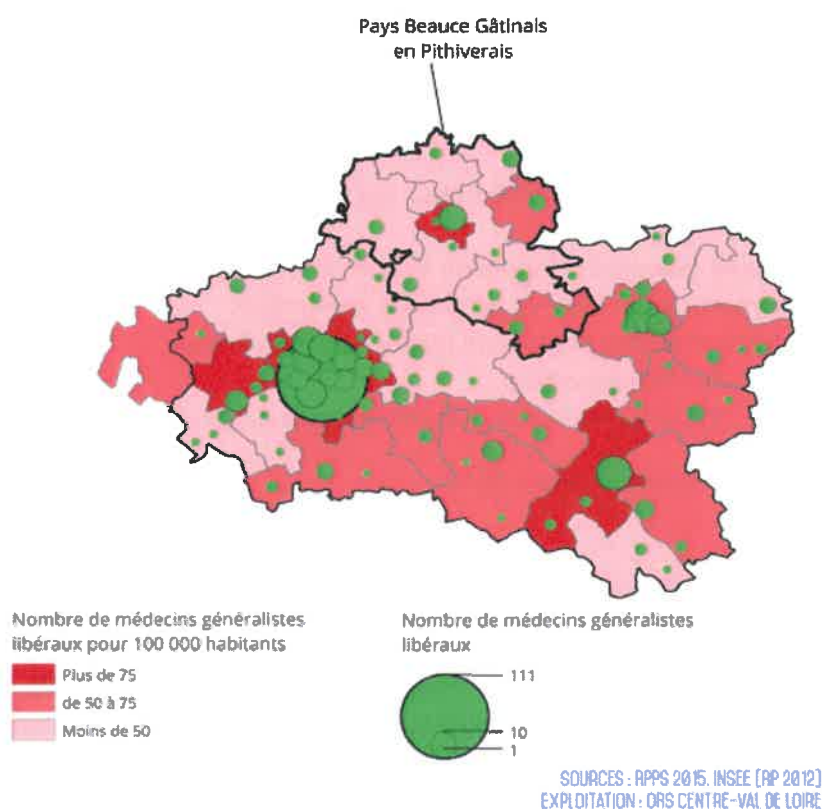 Pays Beauce Gâtinais
en Pithiverais
Nombre de médecins généralistes
libéraux pour 100 000 habitants
Plus de 75
de 50 à 75
Moins de 50
Nombre de médecins généralistes
libéraux
111
10
1
SOURCES : RPPS 2015. INSEE [RP 2012]
EXPLOITATION : ORS CENTRE-VAL DE LOIRE